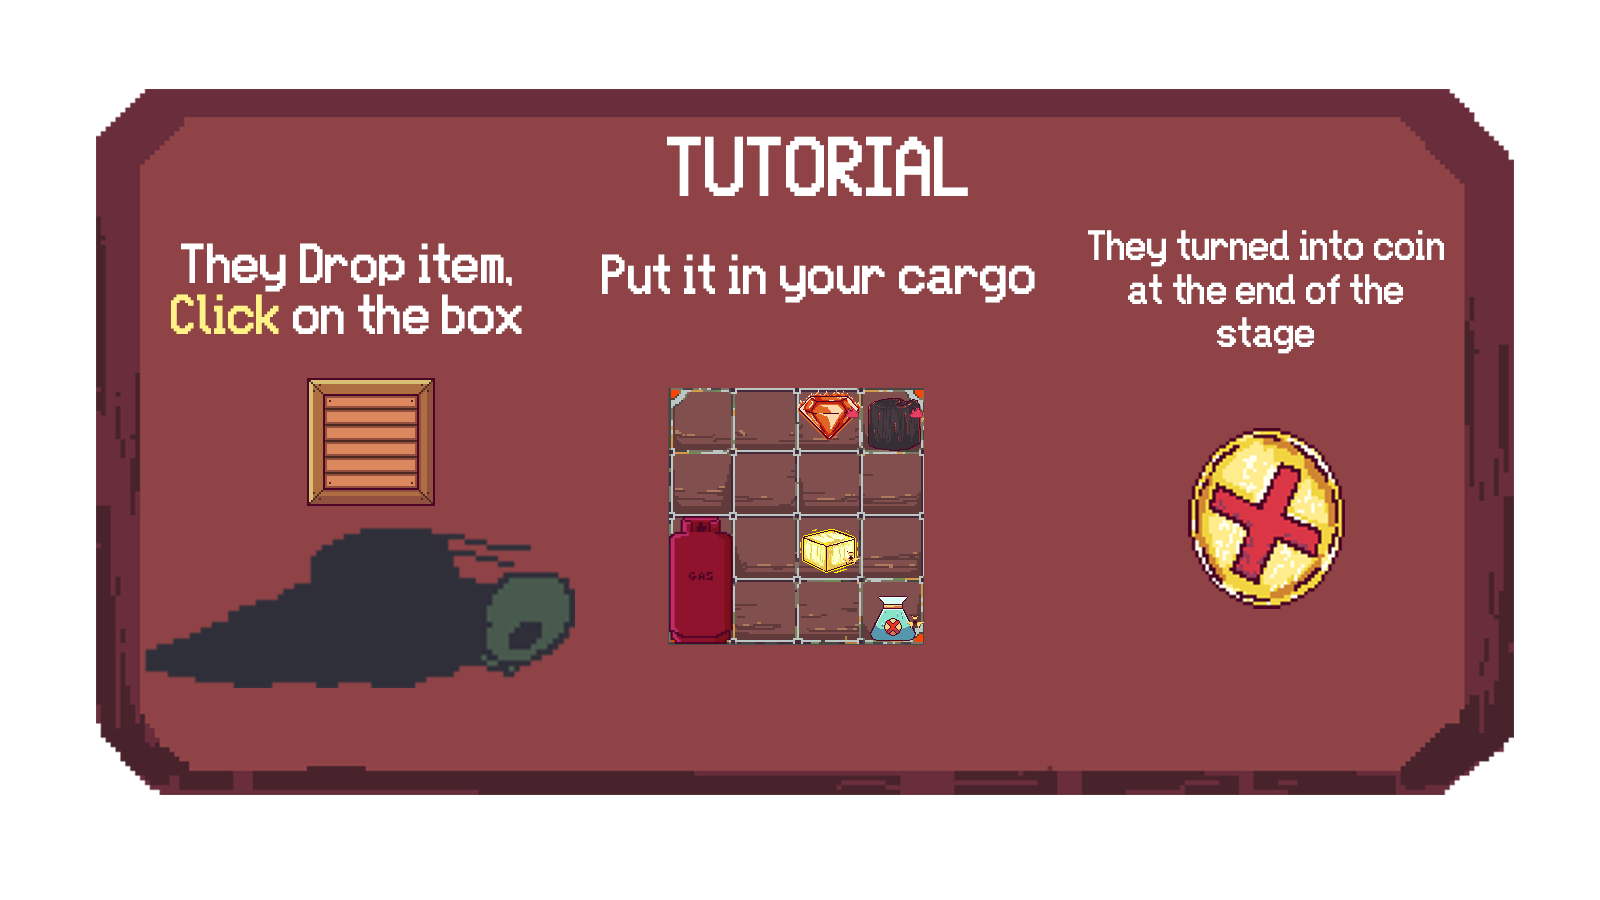 TUTORIAL
They Drop item,
Click on the box
Put it in your cargo
They turned into coin
at the end of the
stage
GAS